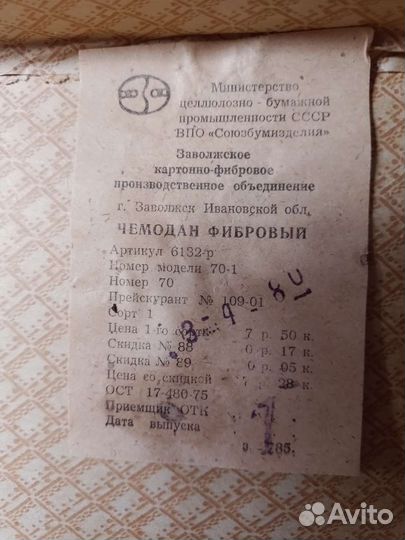 Министерство
целлюлозно - бумажной
промышленности СССР
ВПО «Союзбумизделия»
Заволжское
картонно-фибровое
производственное объединение
г. Заволжск Ивановской обл.
ЧЕМОДАН ФИБРОВЫЙ
Артикул 6132-р
Номер модели 70-1
Номер 70
Прейскурант № 109-01
Сорт 1
Цена 1-го сорта 7 р. 50 к.
Скидка № 88 0 р. 17 к.
Скидка № 89 0 р. 05 к.
Цена со скидкой 7 р. 28 к.
ОСТ 17-480-75
Приемщик ОТК
Дата выпуска
Avito